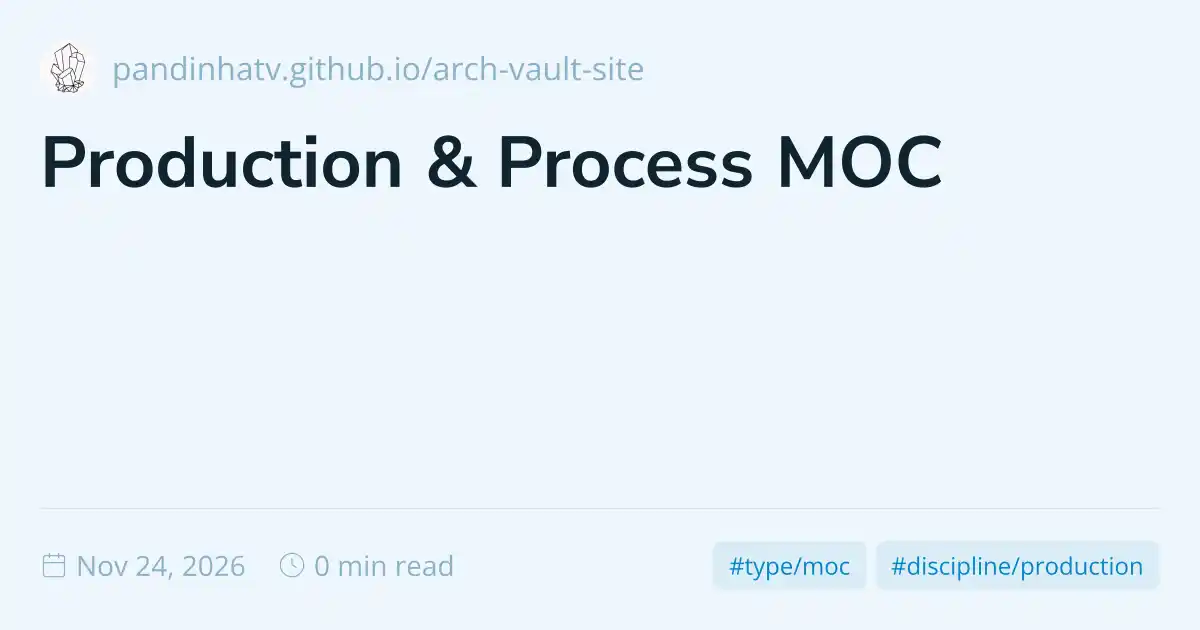 pandinhatv.github.io/arch-vault-site
Production & Process MOC
Nov 24, 2026 0 min read #type/moc #discipline/production